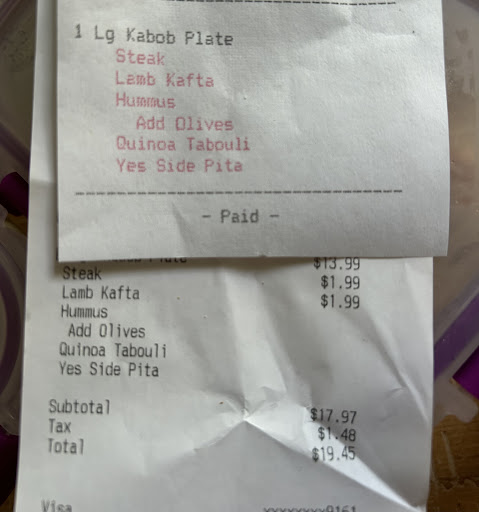 1 Lg Kabob Plate
Steak
Lamb Kafta
Hummus
Add Olives
Quinoa Tabouli
Yes Side Pita
- Paid -
Plate $13.99
Steak $1.99
Lamb Kafta $1.99
Hummus
Add Olives
Quinoa Tabouli
Yes Side Pita
Subtotal $17.97
Tax $1.48
Total $19.45
Visa xxxxxxxx9161